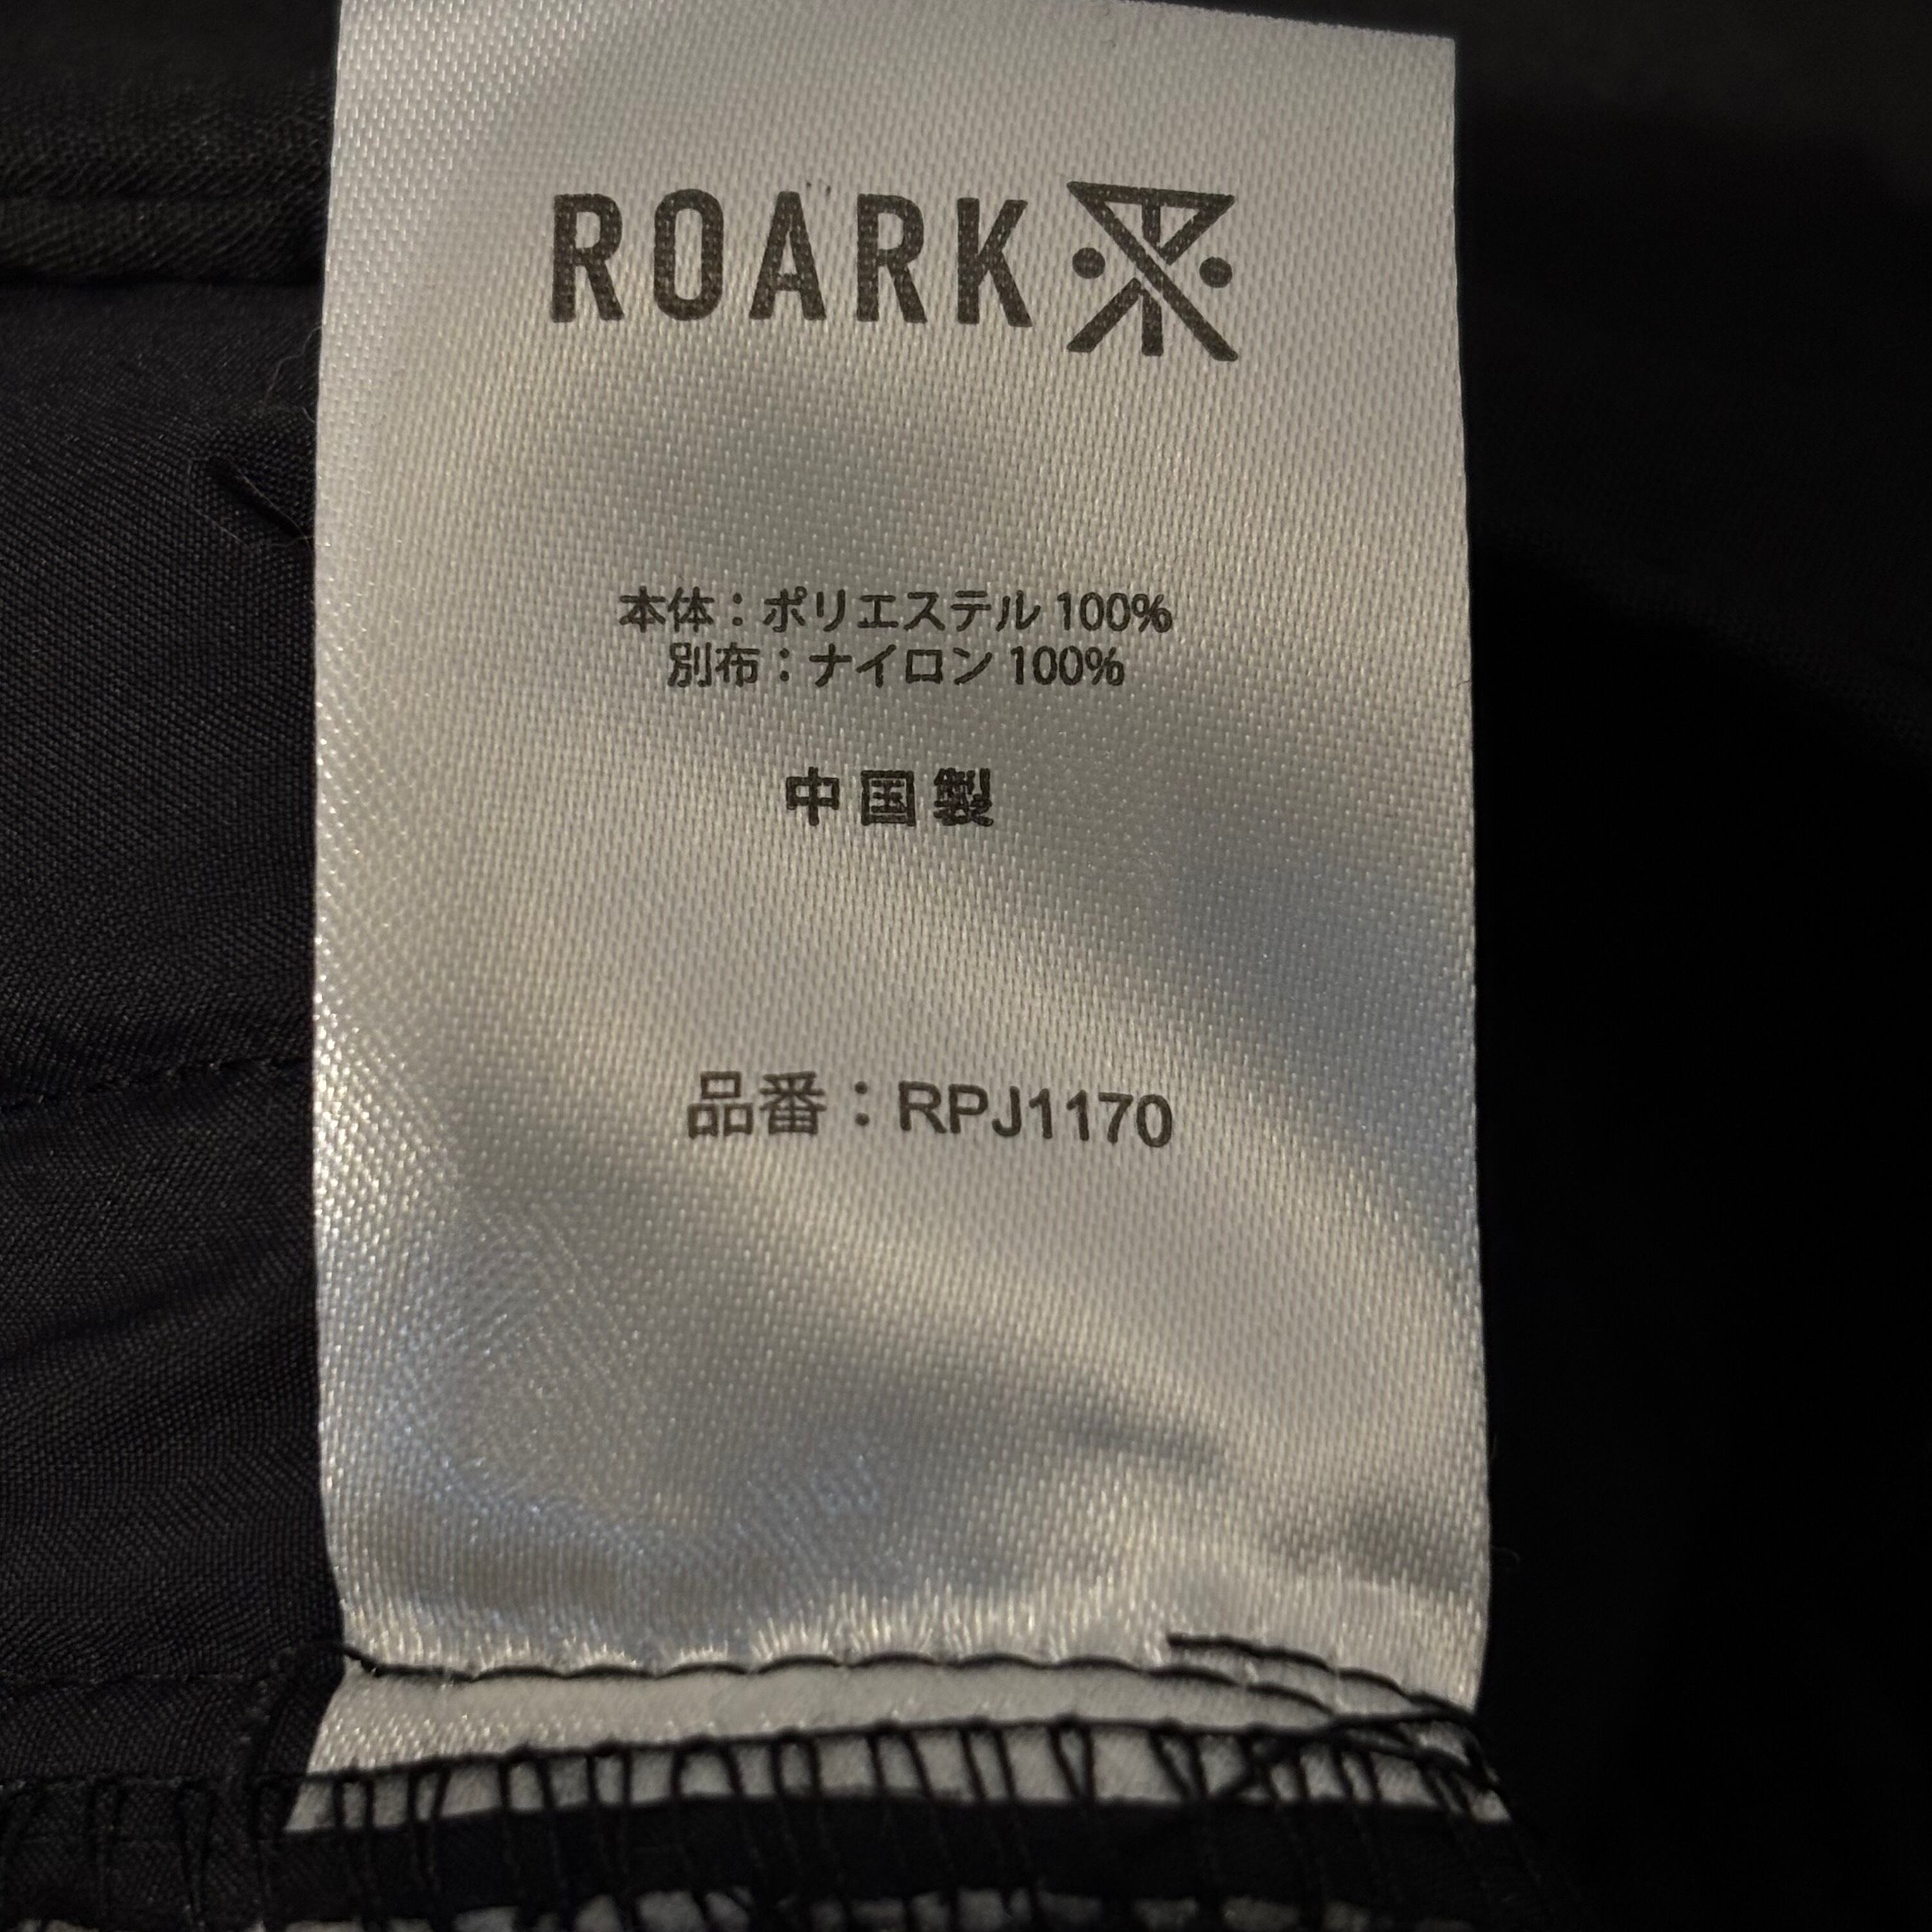 ROARK
本体：ポリエステル 100%
別布：ナイロン 100%
中国製
品番：RPJ1170